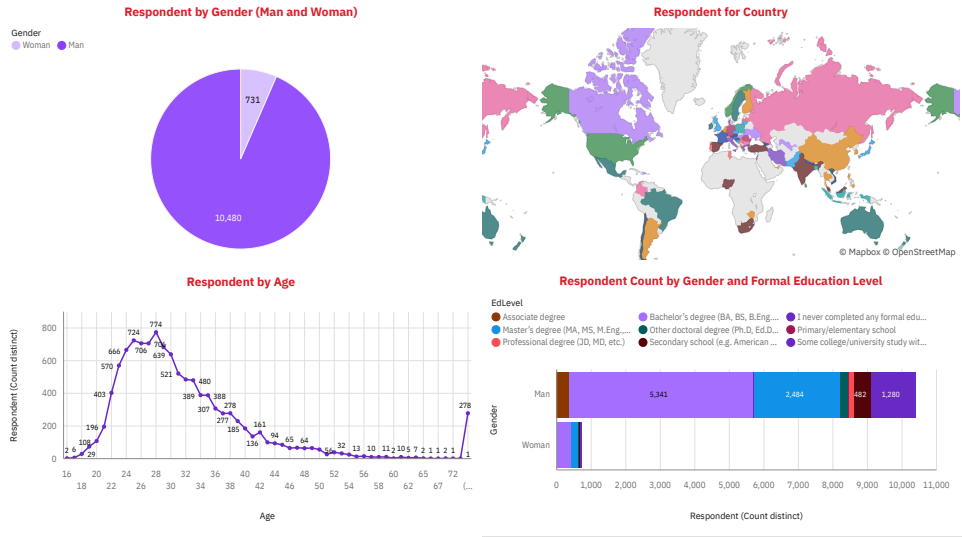 Respondent by Gender (Man and Woman)
Gender
Woman Man
731
10,480
Respondent for Country
© Mapbox © OpenStreetMap
Respondent by Age
Respondent (Count distinct)
800
600
400
200
0
2 6 29 108 196 403 570 666 724 706 774 639 521 389 480 307 277 278 185 136 161 94 65 64 32 13 10 11 2 10 5 7 2 1 1 2 1 278 1
16 20 24 28 32 36 40 44 48 52 56 60 65 72
18 22 26 30 34 38 42 46 50 54 58 62 67 (...
Age
Respondent Count by Gender and Formal Education Level
EdLevel
Associate degree Bachelor's degree (BA, BS, B.Eng.... I never completed any formal edu...
Master's degree (MA, MS, M.Eng.,... Other doctoral degree (Ph.D, Ed.D... Primary/elementary school
Professional degree (JD, MD, etc.) Secondary school (e.g. American ... Some college/university study wit...
Gender
Man 5,341 2,484 482 1,280
Woman
0 1,000 2,000 3,000 4,000 5,000 6,000 7,000 8,000 9,000 10,000 11,000
Respondent (Count distinct)